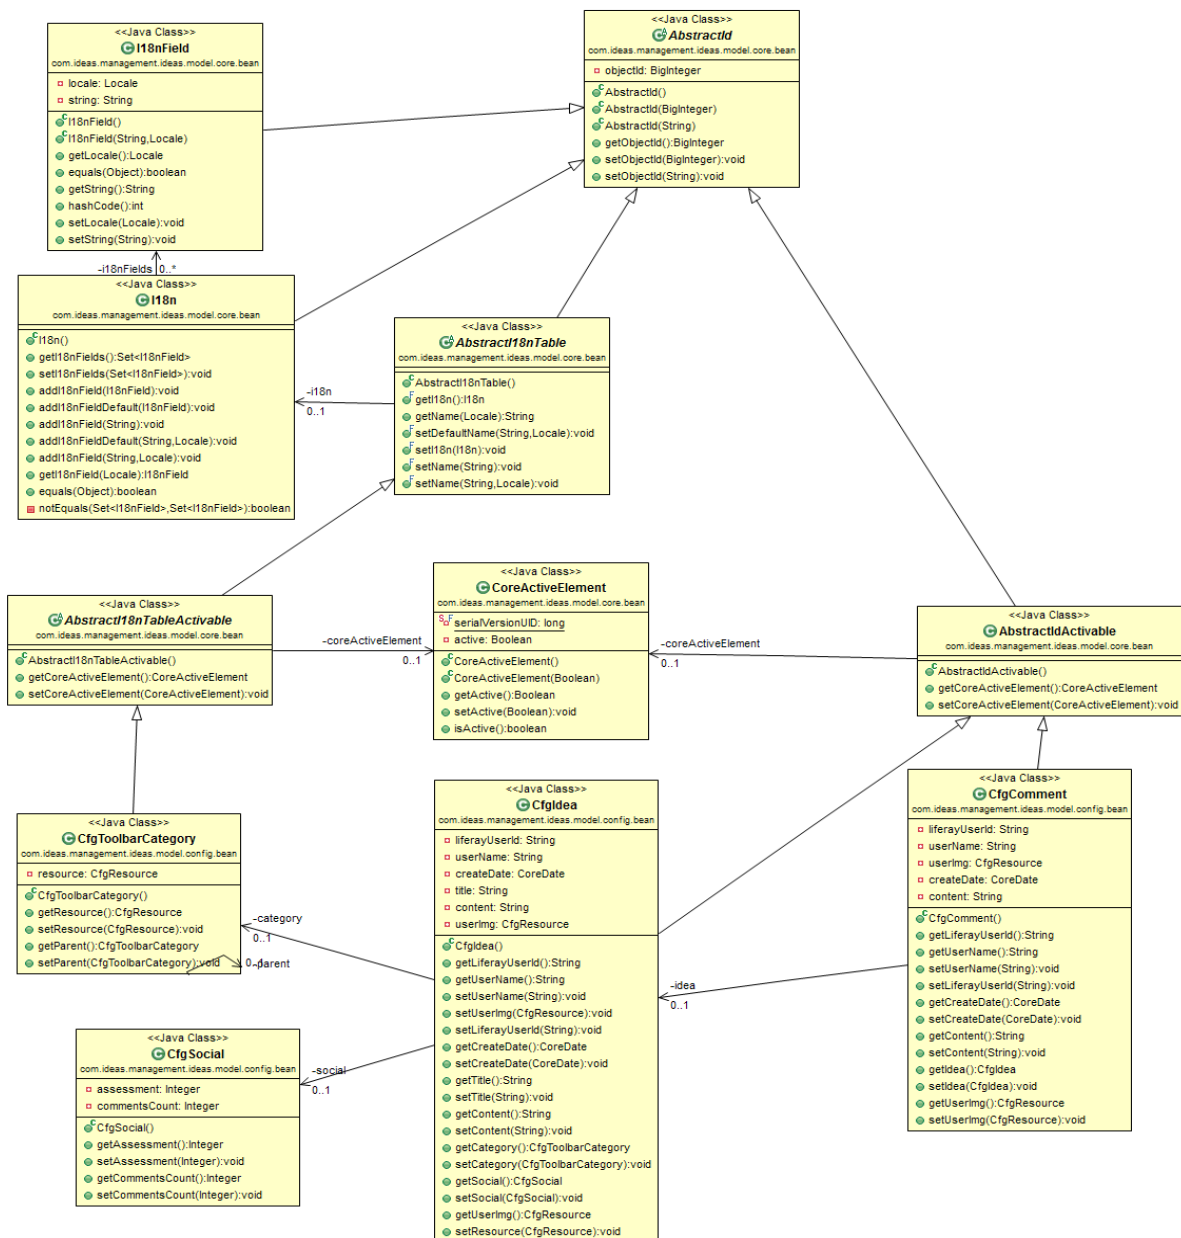 <<Java Class>>
I18nField
com.ideas.management.ideas.model.core.bean
locale: Locale
string: String
I18nField()
I18nField(String,Locale)
getLocale():Locale
equals(Object):boolean
getString():String
hashCode():int
setLocale(Locale):void
setString(String):void
<<Java Class>>
AbstractId
com.ideas.management.ideas.model.core.bean
objectId: BigInteger
AbstractId()
AbstractId(BigInteger)
AbstractId(String)
getObjectId():BigInteger
setObjectId(BigInteger):void
setObjectId(String):void
-i18nFields 0..*
<<Java Class>>
I18n
com.ideas.management.ideas.model.core.bean
I18n()
getI18nFields():Set<I18nField>
setI18nFields(Set<I18nField>):void
addI18nField(I18nField):void
addI18nFieldDefault(I18nField):void
addI18nField(String):void
addI18nFieldDefault(String,Locale):void
addI18nField(String,Locale):void
getI18nField(Locale):I18nField
equals(Object):boolean
notEquals(Set<I18nField>,Set<I18nField>):boolean
-i18n
0..1
<<Java Class>>
AbstractI18nTable
com.ideas.management.ideas.model.core.bean
AbstractI18nTable()
getI18n():I18n
getName(Locale):String
setDefaultName(String,Locale):void
setI18n(I18n):void
setName(String):void
setName(String,Locale):void
<<Java Class>>
AbstractI18nTableActivable
com.ideas.management.ideas.model.core.bean
AbstractI18nTableActivable()
getCoreActiveElement():CoreActiveElement
setCoreActiveElement(CoreActiveElement):void
-coreActiveElement
0..1
<<Java Class>>
CoreActiveElement
com.ideas.management.ideas.model.core.bean
serialVersionUID: long
active: Boolean
CoreActiveElement()
CoreActiveElement(Boolean)
getActive():Boolean
setActive(Boolean):void
isActive():boolean
-coreActiveElement
0..1
<<Java Class>>
AbstractIdActivable
com.ideas.management.ideas.model.core.bean
AbstractIdActivable()
getCoreActiveElement():CoreActiveElement
setCoreActiveElement(CoreActiveElement):void
<<Java Class>>
CfgToolbarCategory
com.ideas.management.ideas.model.config.bean
resource: CfgResource
CfgToolbarCategory()
getResource():CfgResource
setResource(CfgResource):void
getParent():CfgToolbarCategory
setParent(CfgToolbarCategory):void
-category
0..1
0..1
-parent
<<Java Class>>
CfgSocial
com.ideas.management.ideas.model.config.bean
assessment: Integer
commentsCount: Integer
CfgSocial()
getAssessment():Integer
setAssessment(Integer):void
getCommentsCount():Integer
setCommentsCount(Integer):void
-social
0..1
<<Java Class>>
CfgIdea
com.ideas.management.ideas.model.config.bean
liferayUserId: String
userName: String
createDate: CoreDate
title: String
content: String
userImg: CfgResource
CfgIdea()
getLiferayUserId():String
getUserName():String
setUserName(String):void
setUserImg(CfgResource):void
setLiferayUserId(String):void
getCreateDate():CoreDate
setCreateDate(CoreDate):void
getTitle():String
setTitle(String):void
getContent():String
setContent(String):void
getCategory():CfgToolbarCategory
setCategory(CfgToolbarCategory):void
getSocial():CfgSocial
setSocial(CfgSocial):void
getUserImg():CfgResource
setResource(CfgResource):void
-idea
0..1
<<Java Class>>
CfgComment
com.ideas.management.ideas.model.config.bean
liferayUserId: String
userName: String
userImg: CfgResource
createDate: CoreDate
content: String
CfgComment()
getLiferayUserId():String
getUserName():String
setUserName(String):void
setLiferayUserId(String):void
getCreateDate():CoreDate
setCreateDate(CoreDate):void
getContent():String
setContent(String):void
getIdea():CfgIdea
setIdea(CfgIdea):void
getUserImg():CfgResource
setUserImg(CfgResource):void